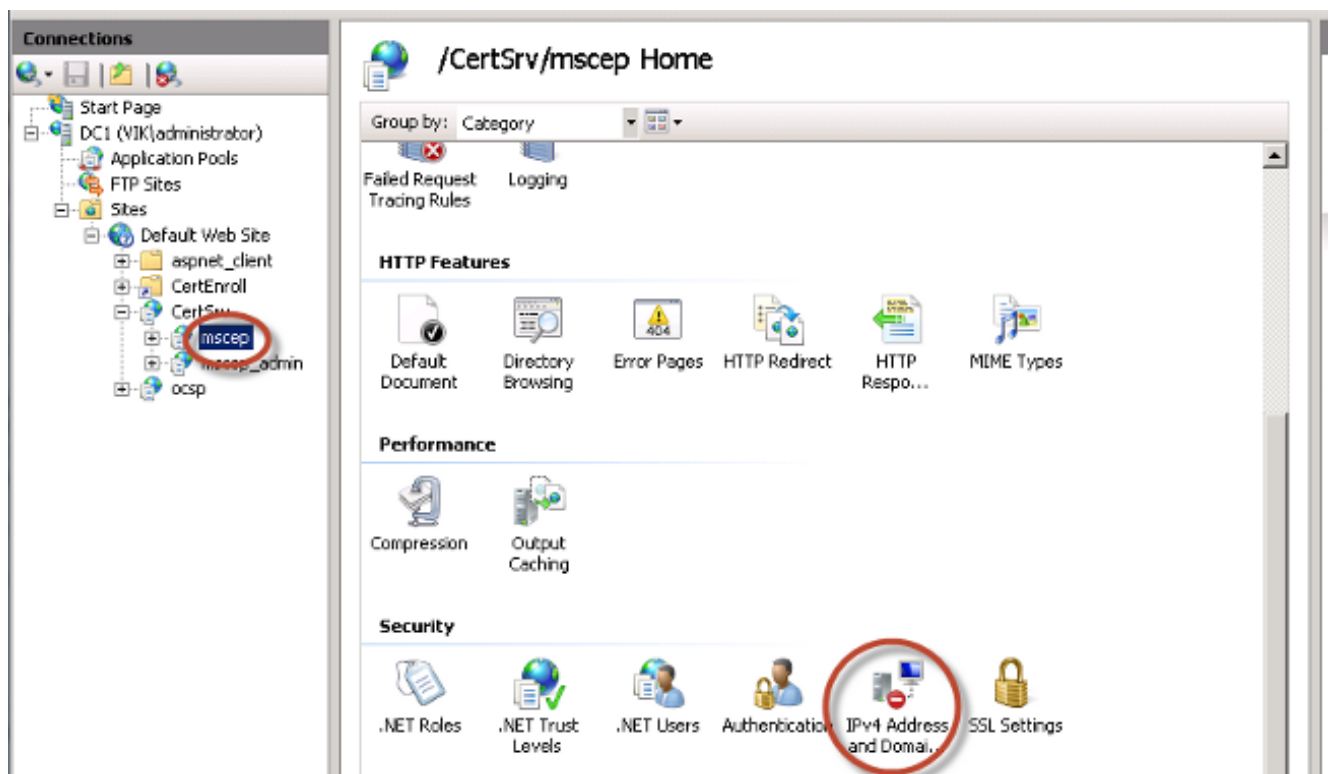 Connections
Start Page
DC1 (VIK\administrator)
Application Pools
FTP Sites
Sites
Default Web Site
aspnet_client
CertEnroll
CertSrv
mscep
mscep_admin
ocsp
/CertSrv/mscep Home
Group by: Category
Failed Request
Tracing Rules
Logging
HTTP Features
Default
Document
Directory
Browsing
404
Error Pages
HTTP Redirect
HTTP
Respo...
MIME Types
Performance
Compression
Output
Caching
Security
.NET Roles
.NET Trust
Levels
.NET Users
Authentication
IPv4 Address
and Domai...
SSL Settings